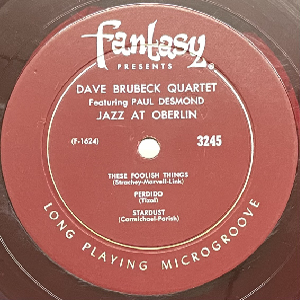 Fantasy
PRESENTS
DAVE BRUBECK QUARTET
Featuring PAUL DESMOND
JAZZ AT OBERLIN
(F-1624)
3245
THESE FOOLISH THINGS
(Strachey-Marvell-Link)
PERDIDO
(Tizol)
STARDUST
(Carmichael-Parish)
LONG PLAYING MICROGROOVE